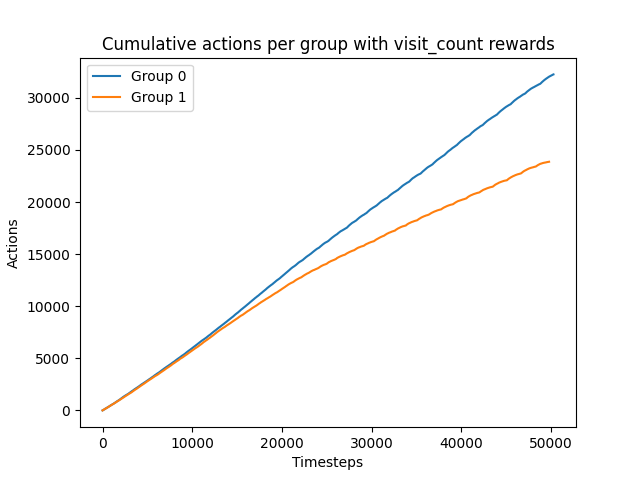 Cumulative actions per group with visit_count rewards
Group 0
Group 1
30000
25000
20000
15000
10000
5000
0
Actions
0 10000 20000 30000 40000 50000
Timesteps